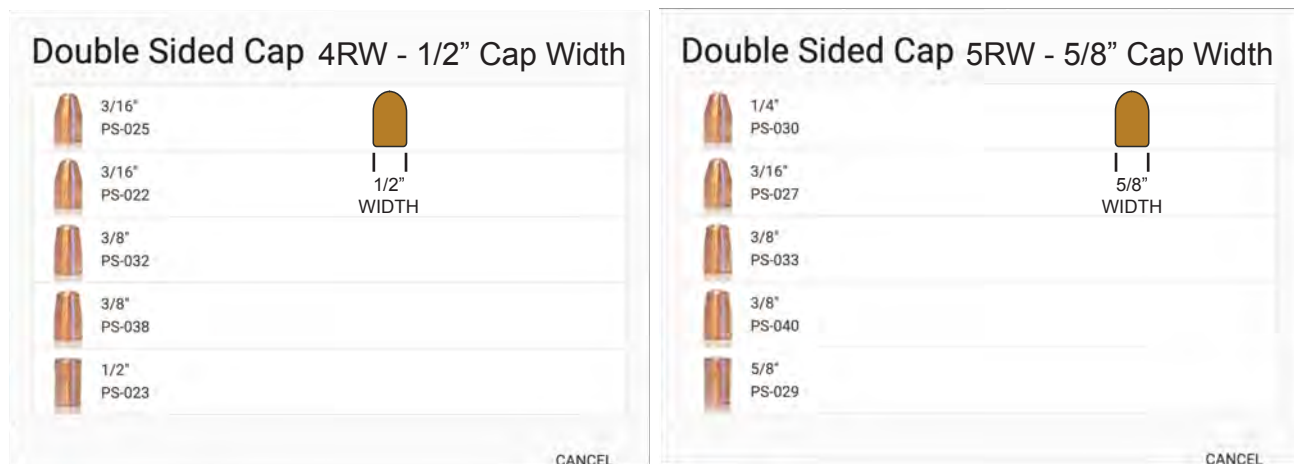 Double Sided Cap 4RW - 1/2” Cap Width
3/16"
PS-025
3/16"
PS-022
3/8"
PS-032
3/8"
PS-038
1/2"
PS-023
1/2”
WIDTH
CANCEL
Double Sided Cap 5RW - 5/8” Cap Width
1/4"
PS-030
3/16"
PS-027
3/8"
PS-033
3/8"
PS-040
5/8"
PS-029
5/8”
WIDTH
CANCEL